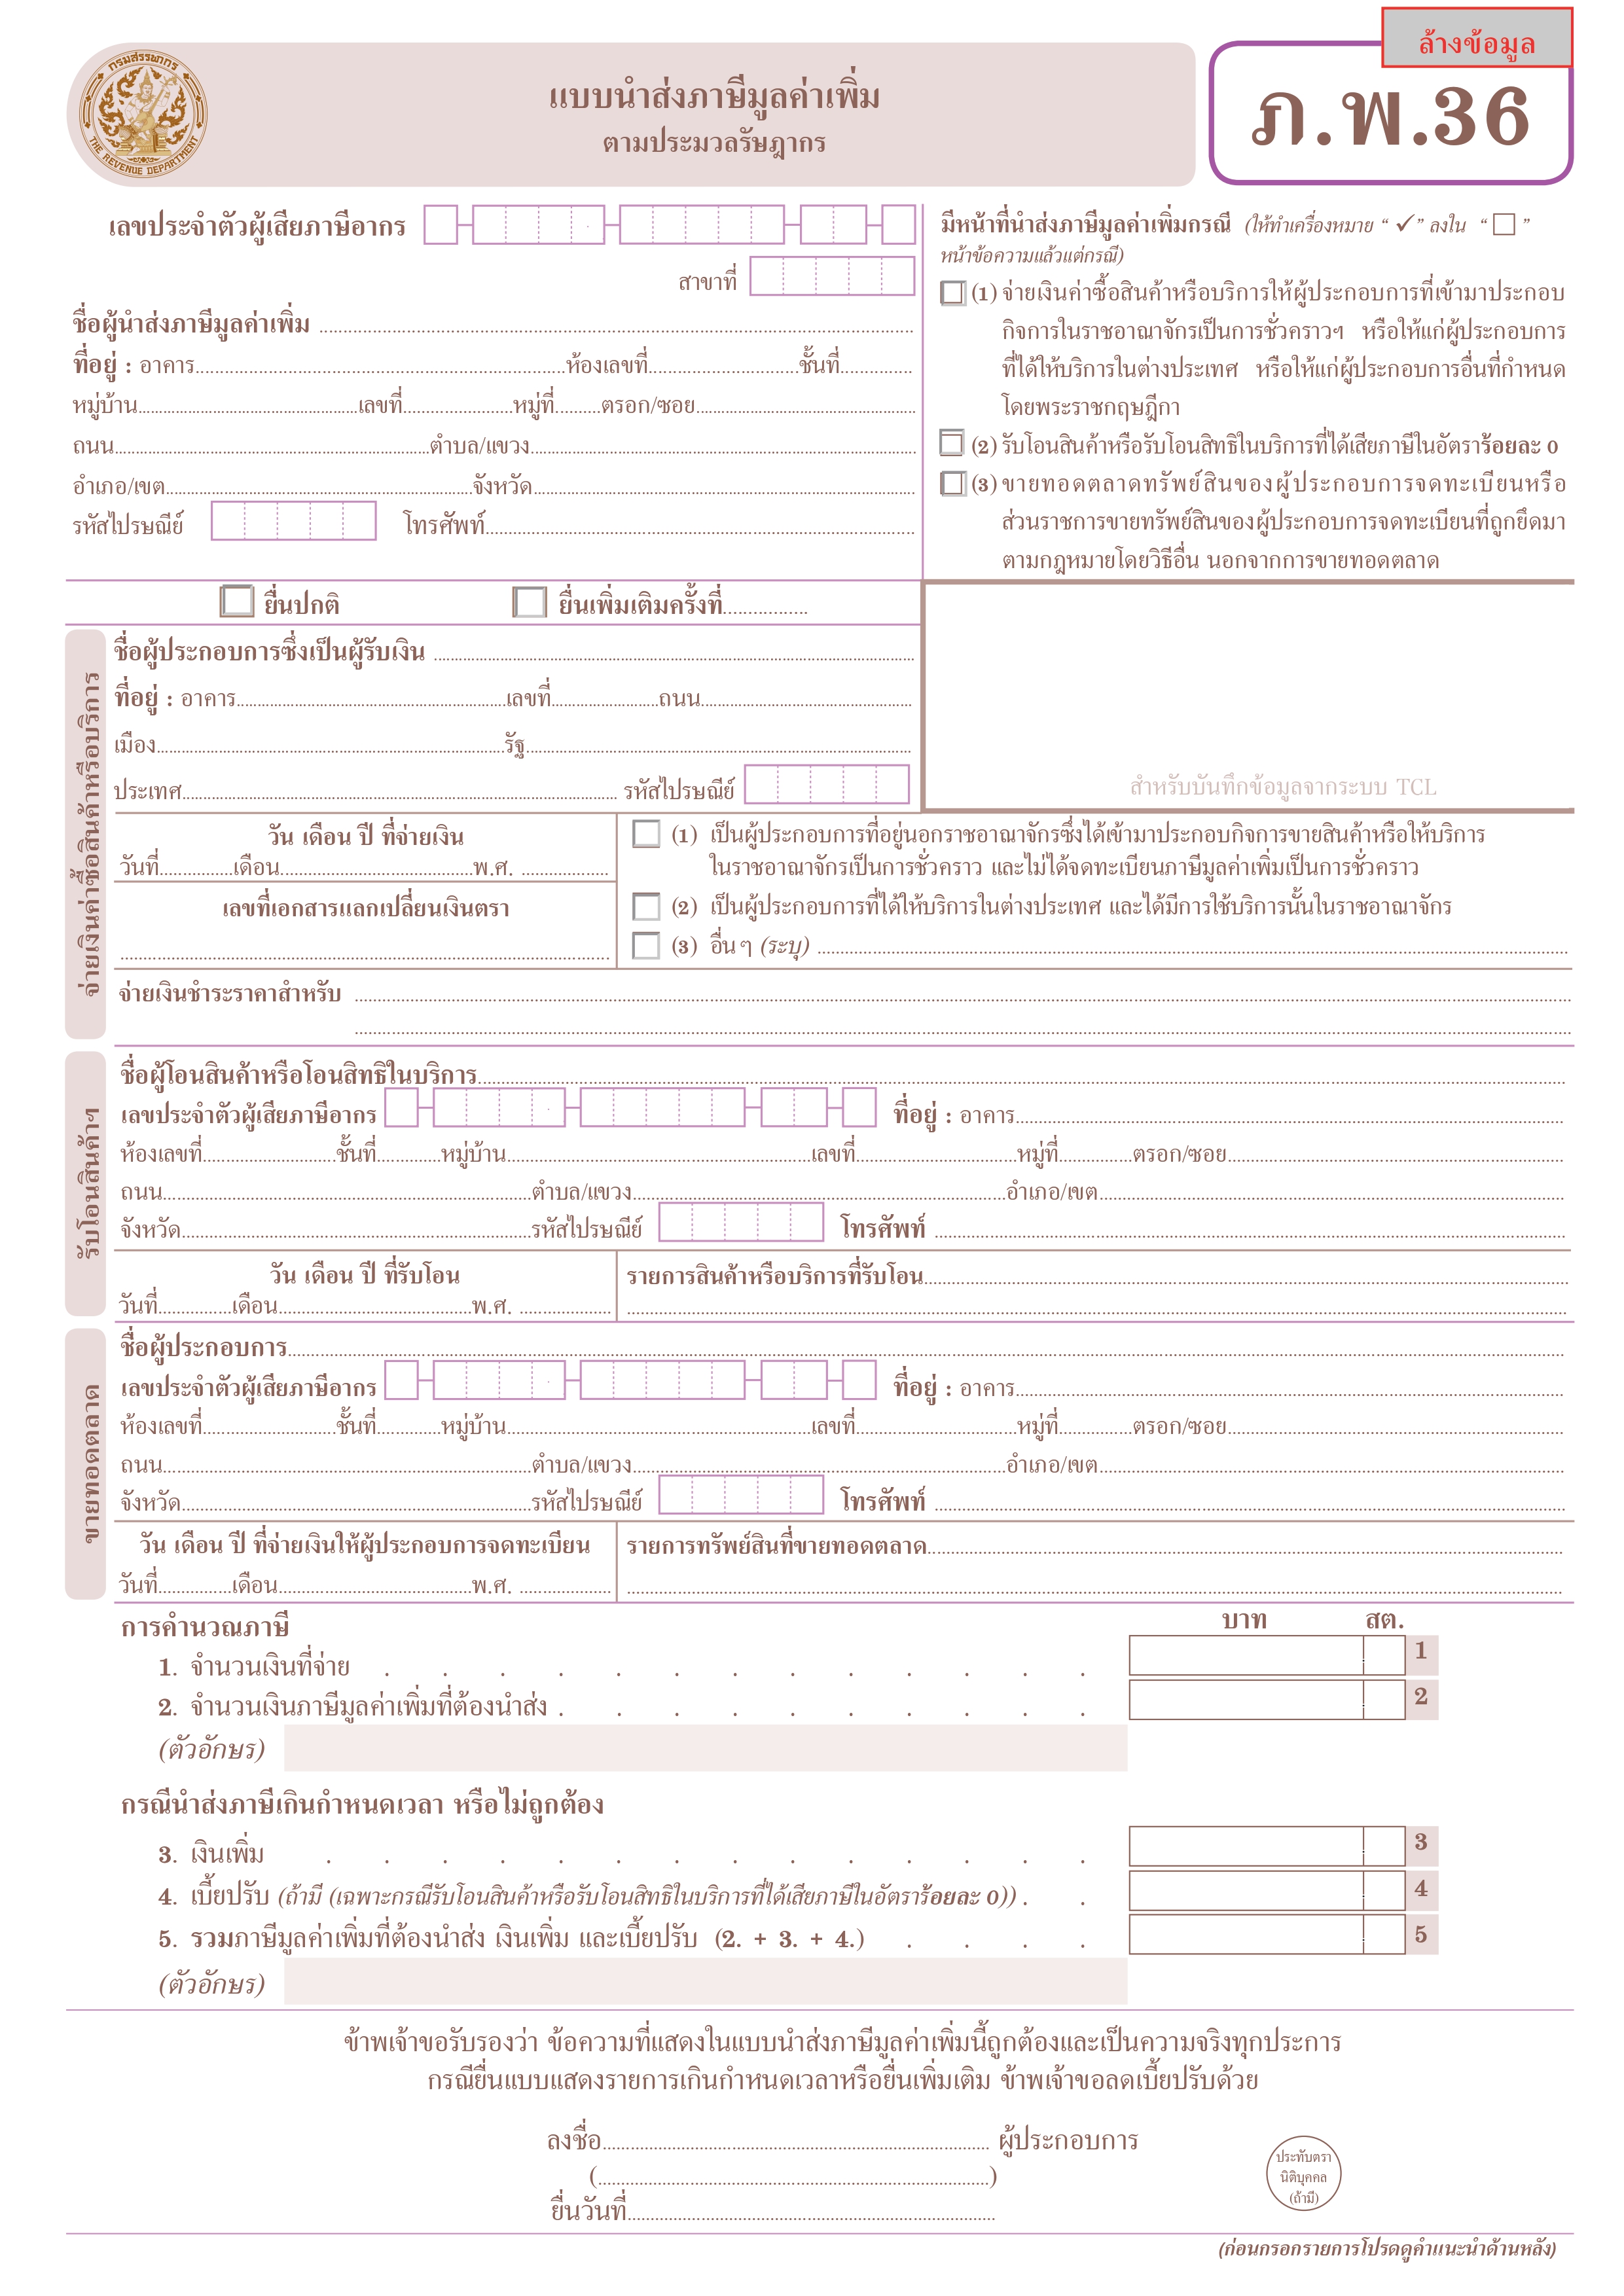 ล้างข้อมูล
กรมสรรพากร
THE REVENUE DEPARTMENT
แบบนำส่งภาษีมูลค่าเพิ่ม
ตามประมวลรัษฎากร
ภ.พ.36
เลขประจำตัวผู้เสียภาษีอากร
สาขาที่
ชื่อผู้นำส่งภาษีมูลค่าเพิ่ม
ที่อยู่ : อาคาร ห้องเลขที่ ชั้นที่
หมู่บ้าน เลขที่ หมู่ที่ ตรอก/ซอย
ถนน ตำบล/แขวง
อำเภอ/เขต จังหวัด
รหัสไปรษณีย์ โทรศัพท์
มีหน้าที่นำส่งภาษีมูลค่าเพิ่มกรณี (ให้ทำเครื่องหมาย “ ✓” ลงใน “ □ ”
หน้าข้อความแล้วแต่กรณี)
(1) จ่ายเงินค่าซื้อสินค้าหรือบริการให้ผู้ประกอบการที่เข้ามาประกอบ
กิจการในราชอาณาจักรเป็นการชั่วคราวฯ หรือให้แก่ผู้ประกอบการ
ที่ได้ให้บริการในต่างประเทศ หรือให้แก่ผู้ประกอบการอื่นที่กำหนด
โดยพระราชกฤษฎีกา
(2) รับโอนสินค้าหรือรับโอนสิทธิในบริการที่ได้เสียภาษีในอัตราร้อยละ 0
(3) ขายทอดตลาดทรัพย์สินของผู้ประกอบการจดทะเบียนหรือ
ส่วนราชการขายทรัพย์สินของผู้ประกอบการจดทะเบียนที่ถูกยึดมา
ตามกฎหมายโดยวิธีอื่น นอกจากการขายทอดตลาด
ยื่นปกติ ยื่นเพิ่มเติมครั้งที่
จ่ายเงินค่าซื้อสินค้าหรือบริการ
ชื่อผู้ประกอบการซึ่งเป็นผู้รับเงิน
ที่อยู่ : อาคาร เลขที่ ถนน
เมือง รัฐ
ประเทศ รหัสไปรษณีย์
สำหรับบันทึกข้อมูลจากระบบ TCL
วัน เดือน ปี ที่จ่ายเงิน
วันที่ เดือน พ.ศ.
เลขที่เอกสารแลกเปลี่ยนเงินตรา
(1) เป็นผู้ประกอบการที่อยู่นอกราชอาณาจักรซึ่งได้เข้ามาประกอบกิจการขายสินค้าหรือให้บริการ
ในราชอาณาจักรเป็นการชั่วคราว และไม่ได้จดทะเบียนภาษีมูลค่าเพิ่มเป็นการชั่วคราว
(2) เป็นผู้ประกอบการที่ได้ให้บริการในต่างประเทศ และได้มีการใช้บริการนั้นในราชอาณาจักร
(3) อื่น ๆ (ระบุ)
จ่ายเงินชำระราคาสำหรับ
รับโอนสินค้าฯ
ชื่อผู้โอนสินค้าหรือโอนสิทธิในบริการ
เลขประจำตัวผู้เสียภาษีอากร ที่อยู่ : อาคาร
ห้องเลขที่ ชั้นที่ หมู่บ้าน เลขที่ หมู่ที่ ตรอก/ซอย
ถนน ตำบล/แขวง อำเภอ/เขต
จังหวัด รหัสไปรษณีย์ โทรศัพท์
วัน เดือน ปี ที่รับโอน
วันที่ เดือน พ.ศ.
รายการสินค้าหรือบริการที่รับโอน
ขายทอดตลาด
ชื่อผู้ประกอบการ
เลขประจำตัวผู้เสียภาษีอากร ที่อยู่ : อาคาร
ห้องเลขที่ ชั้นที่ หมู่บ้าน เลขที่ หมู่ที่ ตรอก/ซอย
ถนน ตำบล/แขวง อำเภอ/เขต
จังหวัด รหัสไปรษณีย์ โทรศัพท์
วัน เดือน ปี ที่จ่ายเงินให้ผู้ประกอบการจดทะเบียน
วันที่ เดือน พ.ศ.
รายการทรัพย์สินที่ขายทอดตลาด
การคำนวณภาษี บาท สต.
1. จำนวนเงินที่จ่าย 1
2. จำนวนเงินภาษีมูลค่าเพิ่มที่ต้องนำส่ง 2
(ตัวอักษร)
กรณีนำส่งภาษีเกินกำหนดเวลา หรือไม่ถูกต้อง
3. เงินเพิ่ม 3
4. เบี้ยปรับ (ถ้ามี (เฉพาะกรณีรับโอนสินค้าหรือรับโอนสิทธิในบริการที่ได้เสียภาษีในอัตราร้อยละ 0)) 4
5. รวมภาษีมูลค่าเพิ่มที่ต้องนำส่ง เงินเพิ่ม และเบี้ยปรับ (2. + 3. + 4.) 5
(ตัวอักษร)
ข้าพเจ้าขอรับรองว่า ข้อความที่แสดงในแบบนำส่งภาษีมูลค่าเพิ่มนี้ถูกต้องและเป็นความจริงทุกประการ
กรณียื่นแบบแสดงรายการเกินกำหนดเวลาหรือยื่นเพิ่มเติม ข้าพเจ้าขอลดเบี้ยปรับด้วย
ลงชื่อ ผู้ประกอบการ
( )
ยื่นวันที่
ประทับตรา
นิติบุคคล
(ถ้ามี)
(ก่อนกรอกรายการโปรดดูคำแนะนำด้านหลัง)